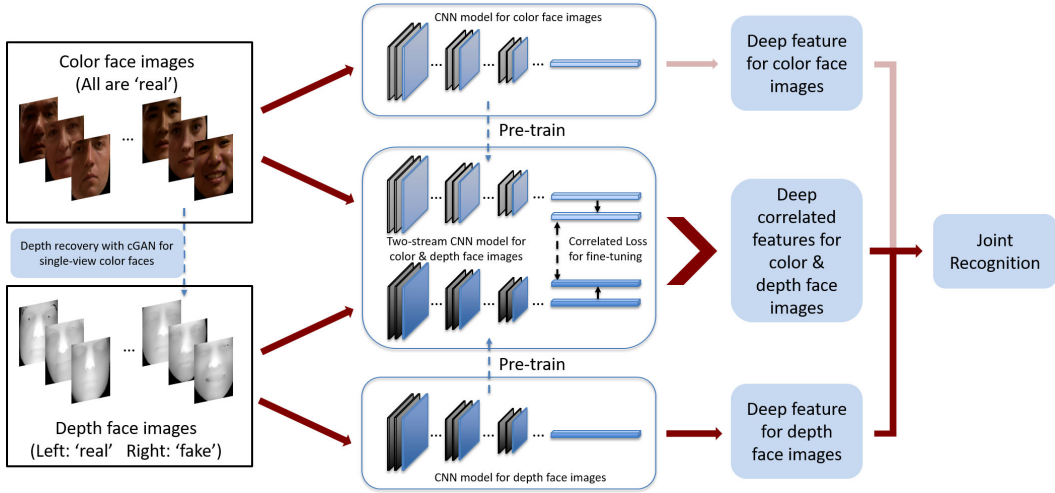 Color face images
(All are ‘real’)
...
Depth recovery with cGAN for
single-view color faces
...
Depth face images
(Left: ‘real’ Right: ‘fake’)
CNN model for color face images
... ... ...
Pre-train
... ... ...
Two-stream CNN model for
color & depth face images
Correlated Loss
for fine-tuning
... ... ...
Pre-train
... ... ...
CNN model for depth face images
Deep feature
for color face
images
Deep
correlated
features for
color &
depth face
images
Deep feature
for depth
face images
Joint
Recognition